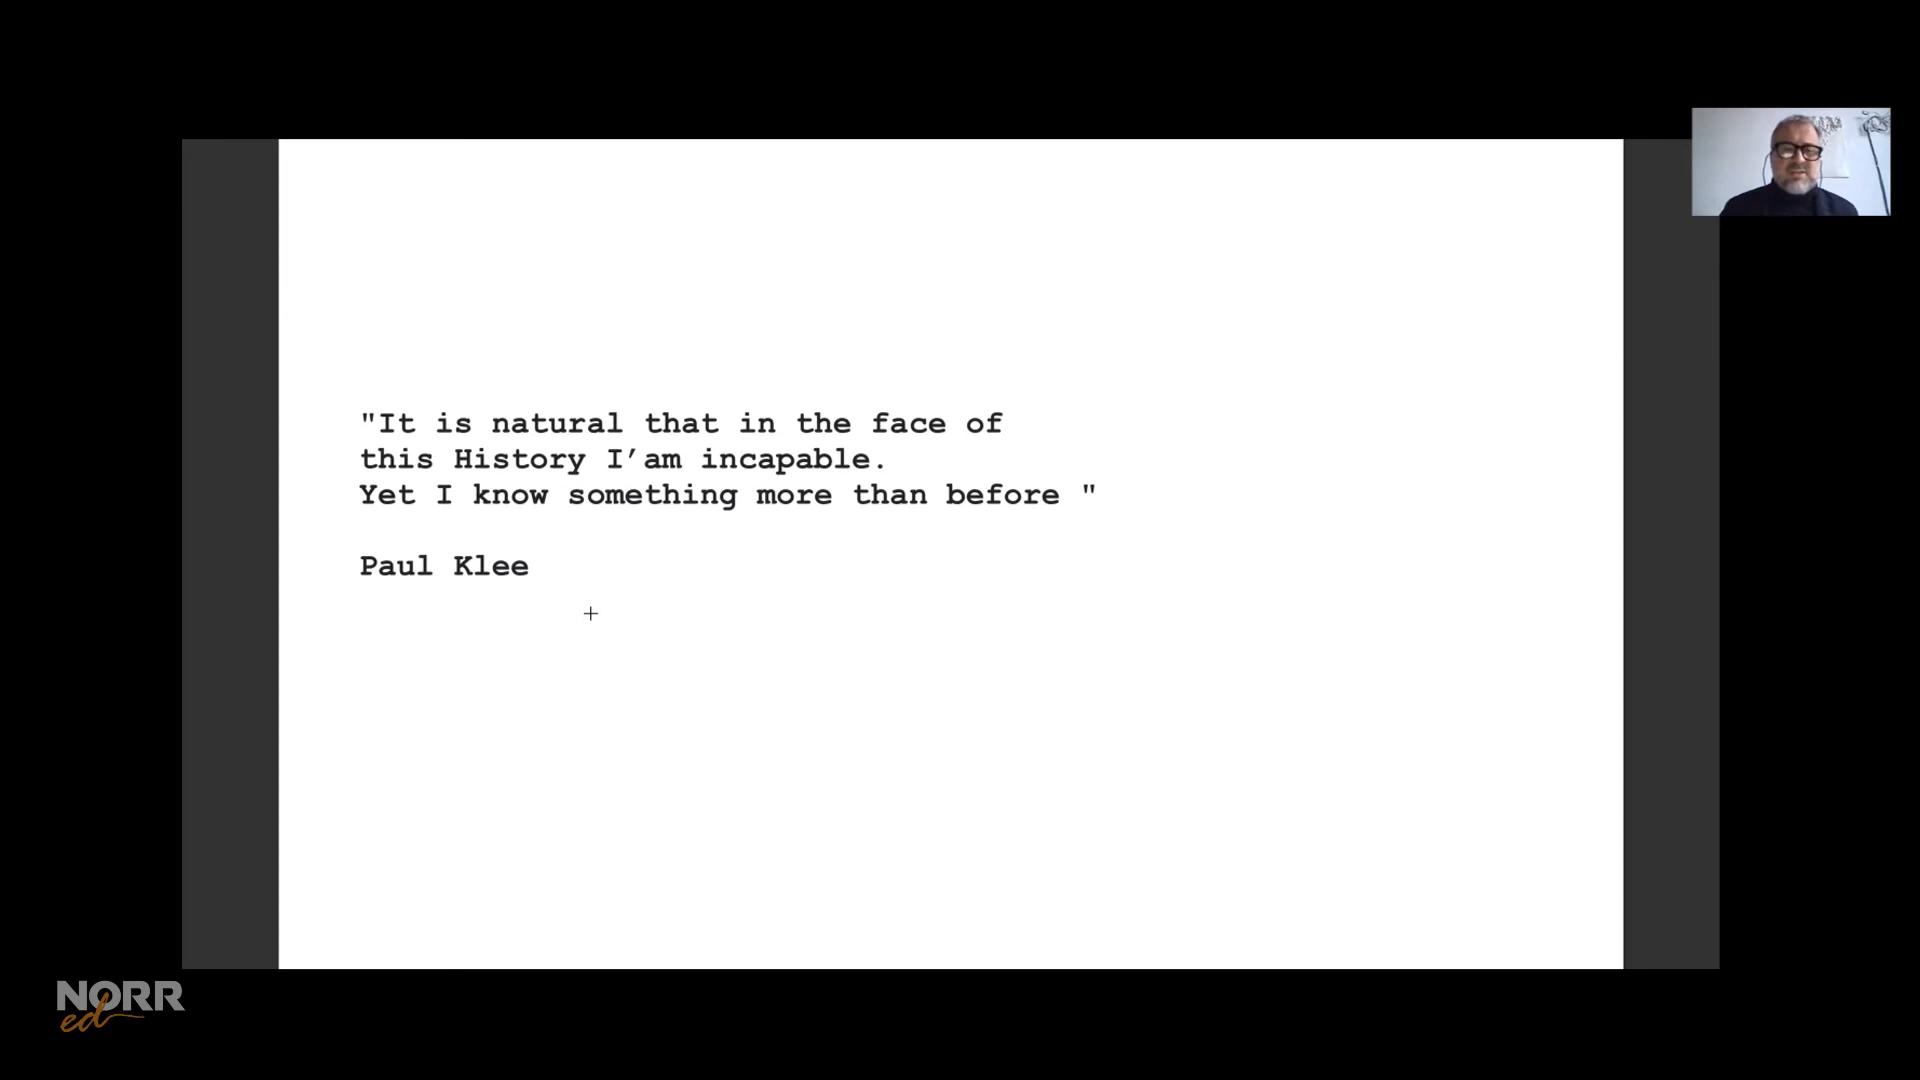 "It is natural that in the face of
this History I’am incapable.
Yet I know something more than before "
Paul Klee
NORR
ed